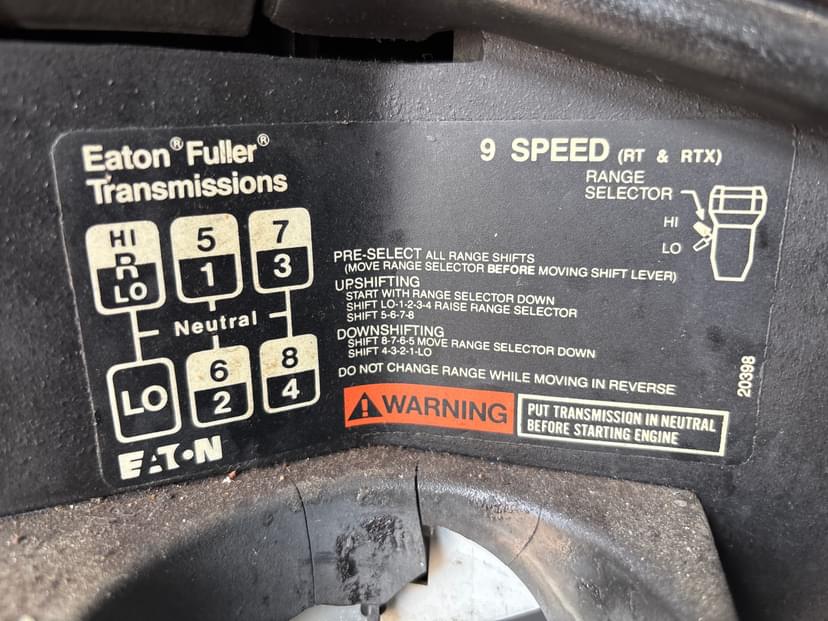 Eaton® Fuller®
Transmissions
9 SPEED (RT & RTX)
RANGE
SELECTOR
HI
LO
HI
R
LO
5
1
7
3
Neutral
LO
6
2
8
4
EATON
PRE-SELECT ALL RANGE SHIFTS
(MOVE RANGE SELECTOR BEFORE MOVING SHIFT LEVER)
UPSHIFTING
START WITH RANGE SELECTOR DOWN
SHIFT LO-1-2-3-4 RAISE RANGE SELECTOR
SHIFT 5-6-7-8
DOWNSHIFTING
SHIFT 8-7-6-5 MOVE RANGE SELECTOR DOWN
SHIFT 4-3-2-1-LO
DO NOT CHANGE RANGE WHILE MOVING IN REVERSE
WARNING
PUT TRANSMISSION IN NEUTRAL
BEFORE STARTING ENGINE
20398